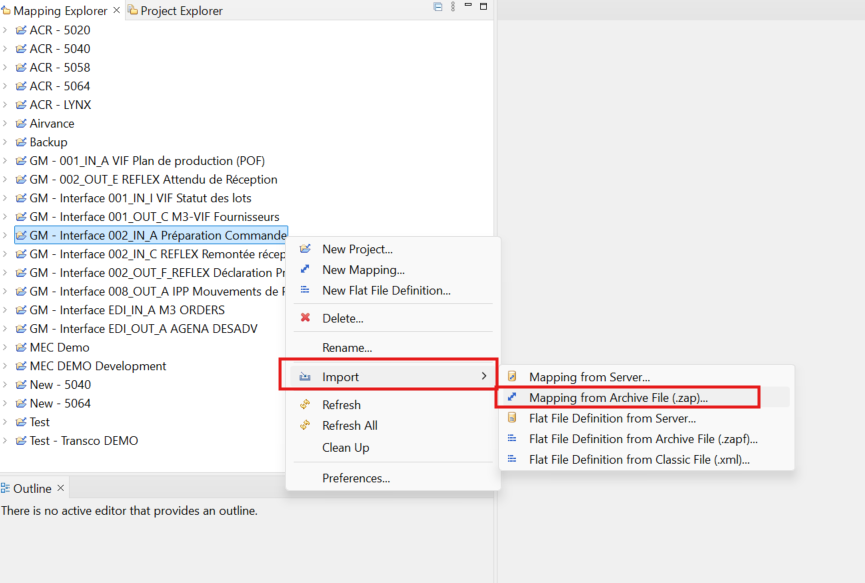 Mapping Explorer
Project Explorer
ACR - 5020
ACR - 5040
ACR - 5058
ACR - 5064
ACR - LYNX
Airvance
Backup
GM - 001_IN_A VIF Plan de production (POF)
GM - 002_OUT_E REFLEX Attendu de Réception
GM - Interface 001_IN_I VIF Statut des lots
GM - Interface 001_OUT_C M3-VIF Fournisseurs
GM - Interface 002_IN_A Préparation Commande
GM - Interface 002_IN_C REFLEX Remontée récep
GM - Interface 002_OUT_F_REFLEX Déclaration Pr
GM - Interface 008_OUT_A IPP Mouvements de
GM - Interface EDI_IN_A M3 ORDERS
GM - Interface EDI_OUT_A AGENA DESADV
MEC Demo
MEC DEMO Development
New - 5040
New - 5064
Test
Test - Transco DEMO
New Project...
New Mapping...
New Flat File Definition...
Delete...
Rename...
Import
Refresh
Refresh All
Clean Up
Preferences...
Mapping from Server...
Mapping from Archive File (.zap)...
Flat File Definition from Server...
Flat File Definition from Archive File (.zapf)...
Flat File Definition from Classic File (.xml)...
Outline
There is no active editor that provides an outline.